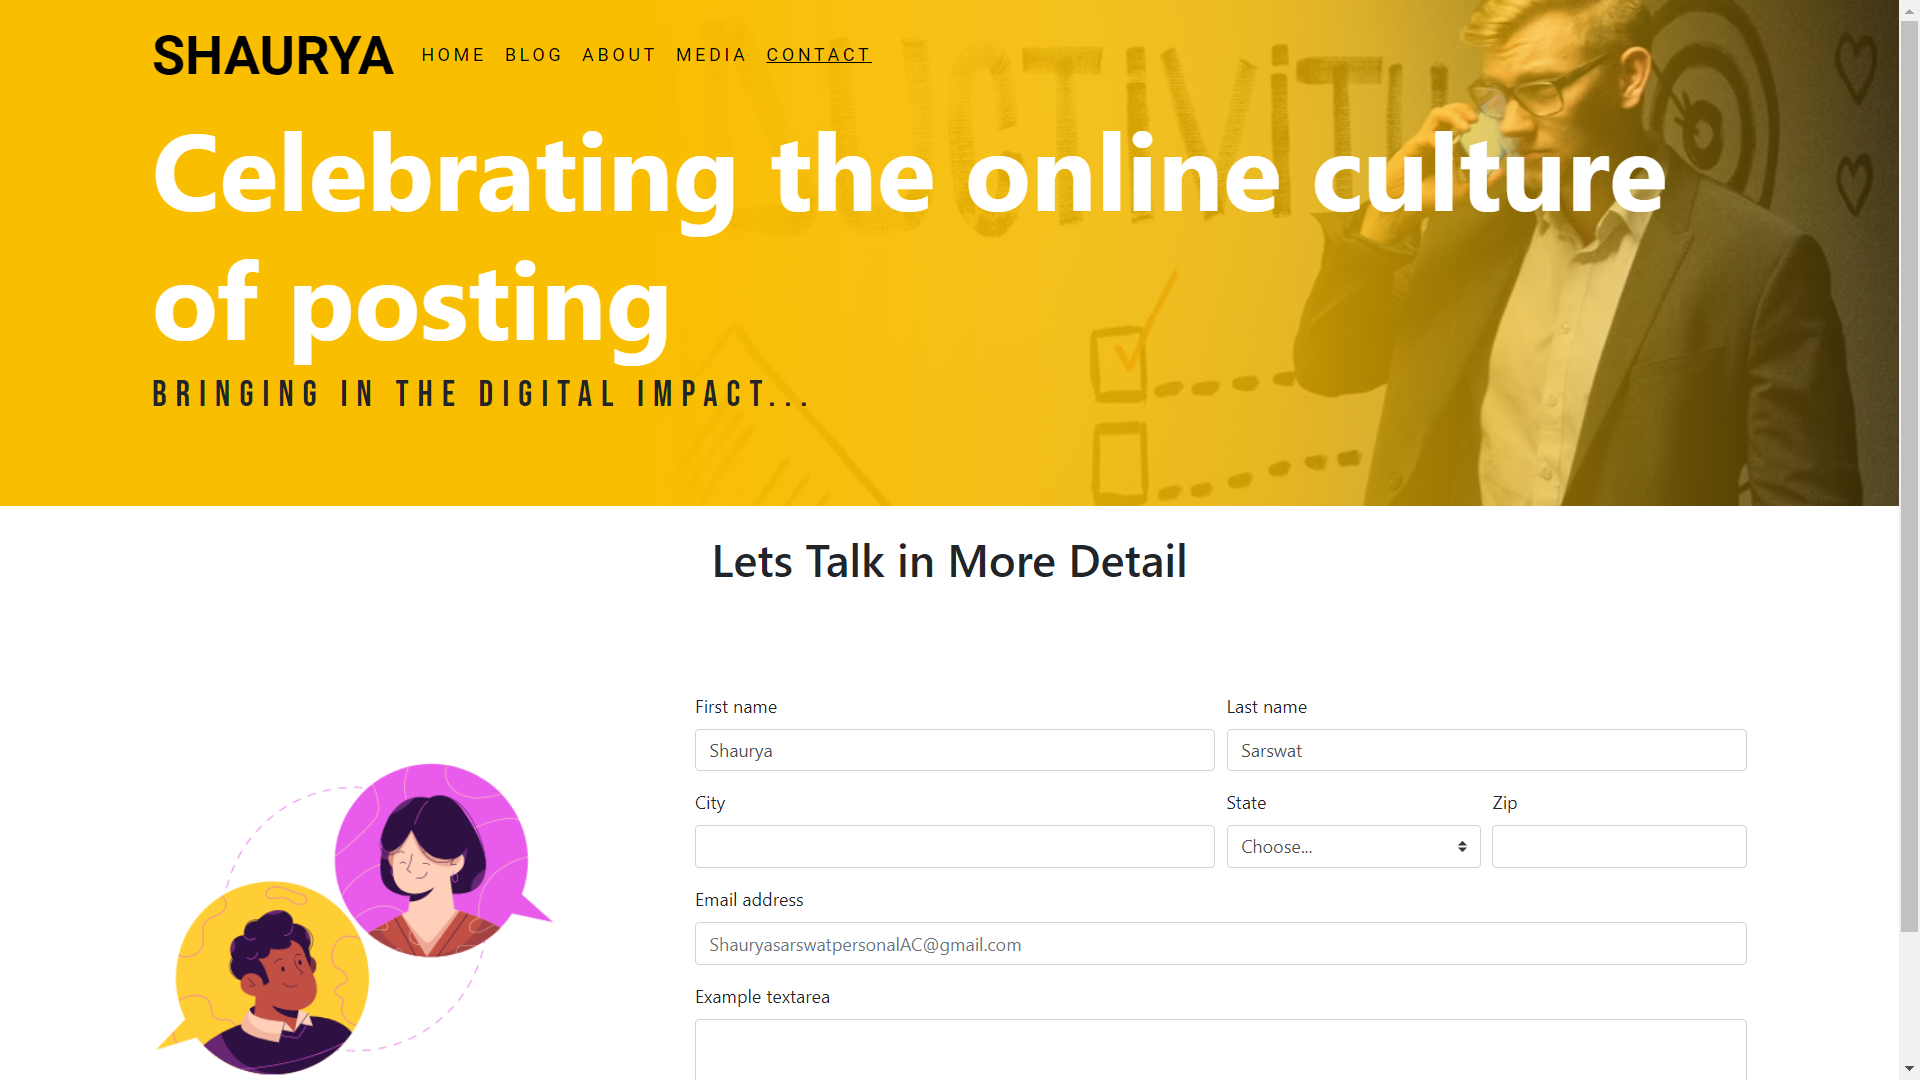 SHAURYA HOME BLOG ABOUT MEDIA CONTACT
Celebrating the online culture
of posting
BRINGING IN THE DIGITAL IMPACT...
Lets Talk in More Detail
First name Last name
Shaurya Sarswat
City State Zip
Choose...
Email address
ShauryasarswatpersonalAC@gmail.com
Example textarea